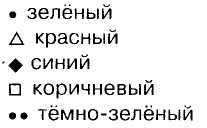 ● зелёный
△ красный
◆ синий
□ коричневый
●● тёмно-зелёный